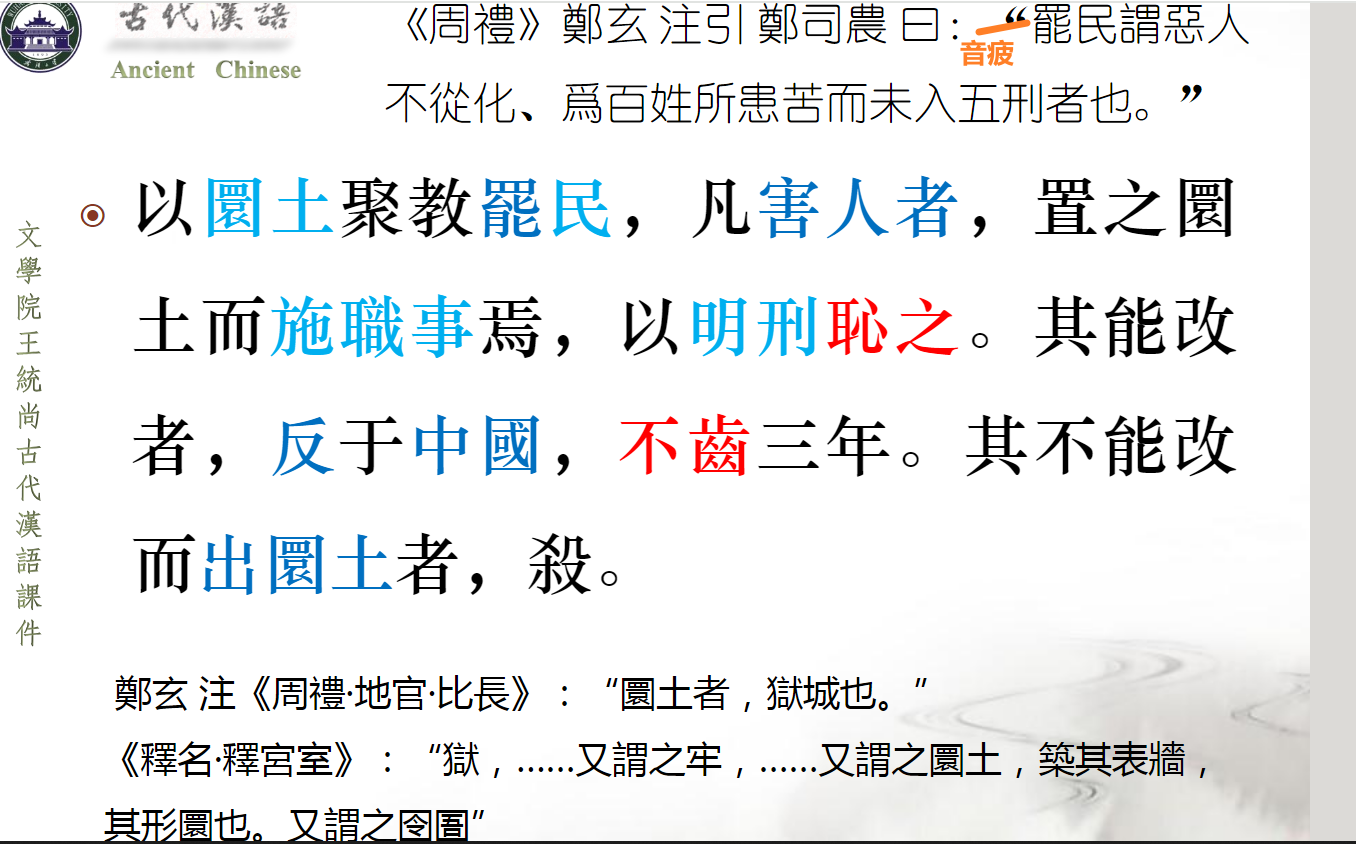 古代漢語
Ancient Chinese
《周禮》鄭玄 注引 鄭司農 曰：“罷民謂惡人
音疲
不從化、爲百姓所患苦而未入五刑者也。”
以圜土聚教罷民，凡害人者，置之圜
土而施職事焉，以明刑恥之。其能改
者，反于中國，不齒三年。其不能改
而出圜土者，殺。
文學院王統尚古代漢語課件
鄭玄 注《周禮·地官·比長》：“圜土者，獄城也。”
《釋名·釋宮室》：“獄，……又謂之牢，……又謂之圜土，築其表牆，
其形圜也。又謂之囹圄”